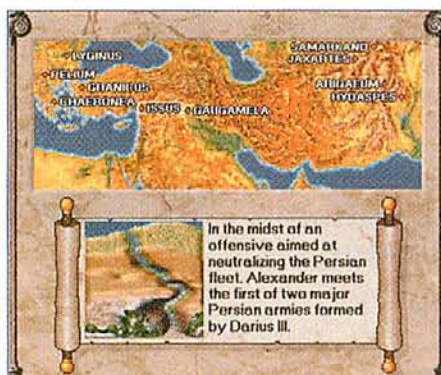 LYGINUS
SAMARKAND
JAXARTES
PELIUM
GRANICUS
ARIGAEUM
CHAERONEA
HYDASPES
ISSUS
GAUGAMELA
In the midst of an
offensive aimed at
neutralizing the Persian
fleet, Alexander meets
the first of two major
Persian armies formed
by Darius III.